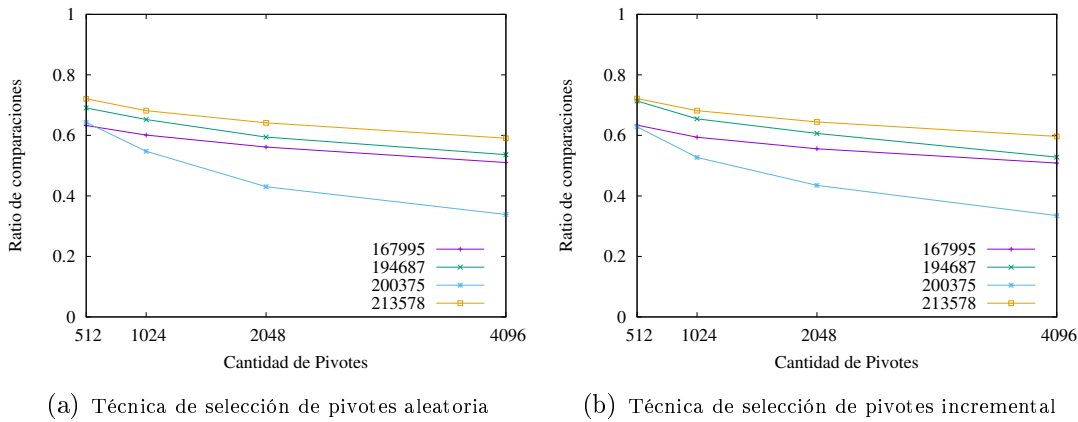 1
0.8
0.6
0.4
0.2
0
Ratio de comparaciones
512 1024 2048 4096
Cantidad de Pivotes
167995
194687
200375
213578
(a) Técnica de selección de pivotes aleatoria
1
0.8
0.6
0.4
0.2
0
Ratio de comparaciones
512 1024 2048 4096
Cantidad de Pivotes
167995
194687
200375
213578
(b) Técnica de selección de pivotes incremental